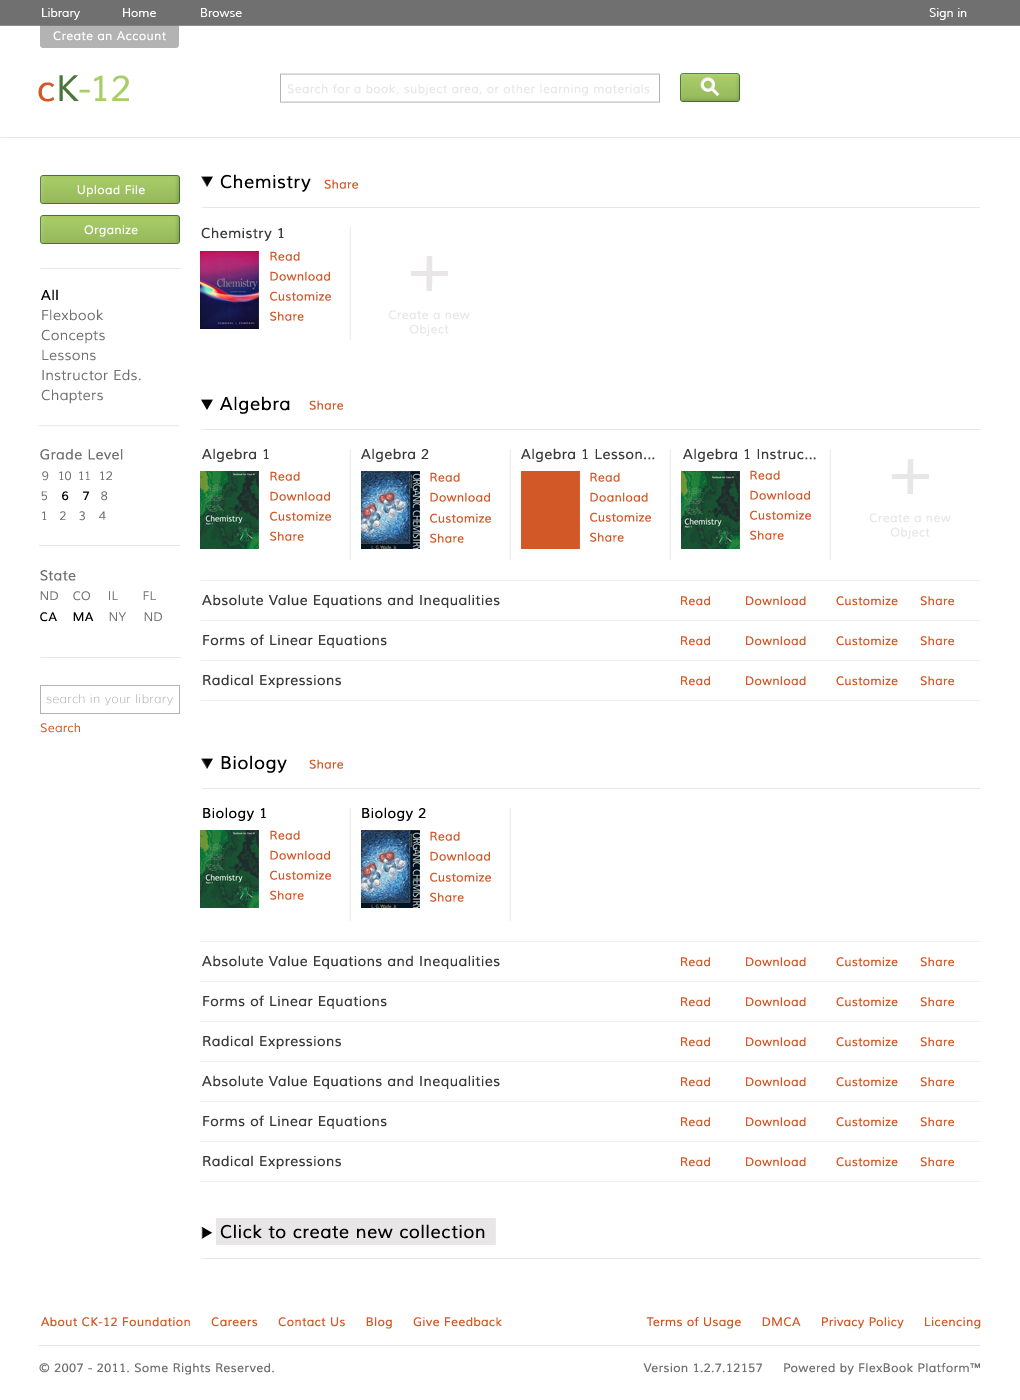 Library Home Browse Sign in
Create an Account
cK-12
Search for a book, subject area, or other learning materials
Upload File
Organize
All
Flexbook
Concepts
Lessons
Instructor Eds.
Chapters
Grade Level
9 10 11 12
5 6 7 8
1 2 3 4
State
ND CO IL FL
CA MA NY ND
search in your library
Search
Chemistry Share
Chemistry 1
Chemistry
Read
Download
Customize
Share
Create a new
Object
Algebra Share
Algebra 1
Chemistry
Read
Download
Customize
Share
Algebra 2
ORGANIC CHEMISTRY
Read
Download
Customize
Share
Algebra 1 Lesson...
Read
Doanload
Customize
Share
Algebra 1 Instruc...
Chemistry
Read
Download
Customize
Share
Create a new
Object
Absolute Value Equations and Inequalities Read Download Customize Share
Forms of Linear Equations Read Download Customize Share
Radical Expressions Read Download Customize Share
Biology Share
Biology 1
Chemistry
Read
Download
Customize
Share
Biology 2
ORGANIC CHEMISTRY
Read
Download
Customize
Share
Absolute Value Equations and Inequalities Read Download Customize Share
Forms of Linear Equations Read Download Customize Share
Radical Expressions Read Download Customize Share
Absolute Value Equations and Inequalities Read Download Customize Share
Forms of Linear Equations Read Download Customize Share
Radical Expressions Read Download Customize Share
Click to create new collection
About CK-12 Foundation Careers Contact Us Blog Give Feedback Terms of Usage DMCA Privacy Policy Licencing
© 2007 - 2011. Some Rights Reserved. Version 1.2.7.12157 Powered by FlexBook Platform™